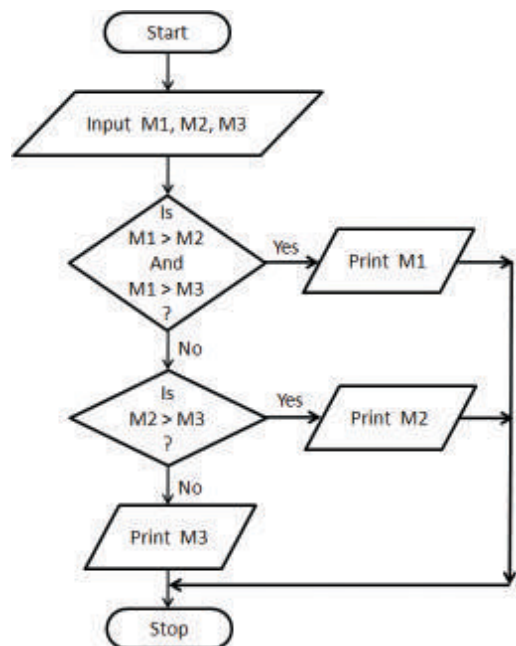 Start
Input M1, M2, M3
Is
M1 > M2
And
M1 > M3
?
Yes
Print M1
No
Is
M2 > M3
?
Yes
Print M2
No
Print M3
Stop